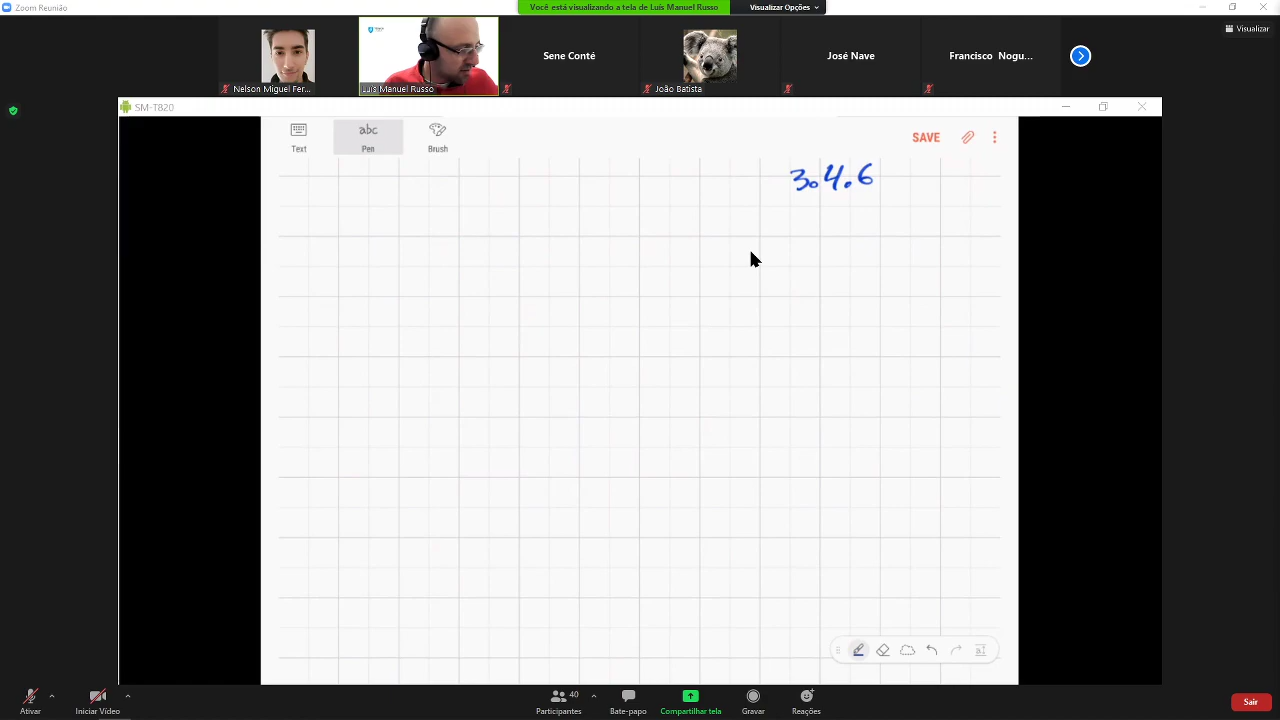 Zoom Reunião
Você está visualizando a tela de Luís Manuel Russo
Visualizar Opções
Visualizar
Nelson Miguel Fer...
Luís Manuel Russo
Sene Conté
João Batista
José Nave
Francisco Nogu...
SM-T820
Text
abc
Pen
Brush
SAVE
3.4.6
Ativar
Iniciar Vídeo
40
Participantes
Bate-papo
Compartilhar tela
Gravar
Reações
Sair